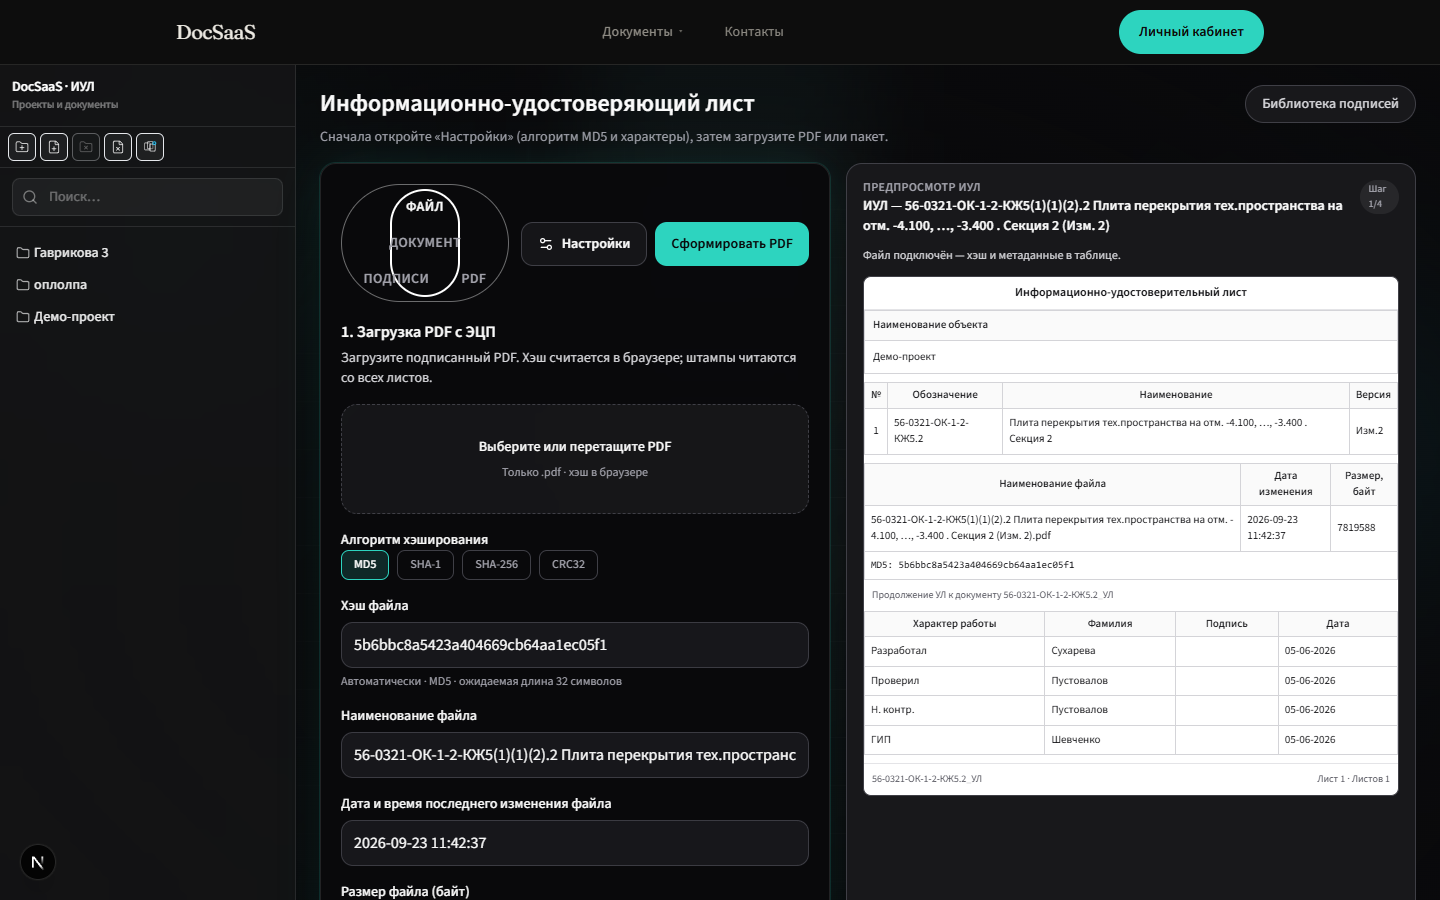 DocSaaS
Документы
Контакты
Личный кабинет
DocSaaS · ИУЛ
Проекты и документы
Поиск...
Гаврикова 3
оплолпа
Демо-проект
Информационно-удостоверяющий лист
Сначала откройте «Настройки» (алгоритм MD5 и характеры), затем загрузите PDF или пакет.
Библиотека подписей
ФАЙЛ
ДОКУМЕНТ
ПОДПИСИ
PDF
Настройки
Сформировать PDF
1. Загрузка PDF с ЭЦП
Загрузите подписанный PDF. Хэш считается в браузере; штампы читаются
со всех листов.
Выберите или перетащите PDF
Только .pdf · хэш в браузере
Алгоритм хэширования
MD5
SHA-1
SHA-256
CRC32
Хэш файла
5b6bbc8a5423a404669cb64aa1ec05f1
Автоматически · MD5 · ожидаемая длина 32 символов
Наименование файла
56-0321-ОК-1-2-КЖ5(1)(1)(2).2 Плита перекрытия тех.пространс
Дата и время последнего изменения файла
2026-09-23 11:42:37
Размер файла (байт)
N
ПРЕДПРОСМОТР ИУЛ
ИУЛ — 56-0321-ОК-1-2-КЖ5(1)(1)(2).2 Плита перекрытия тех.пространства на
отм. -4.100, ..., -3.400 . Секция 2 (Изм. 2)
Шаг
1/4
Файл подключён — хэш и метаданные в таблице.
Информационно-удостоверительный лист
Наименование объекта
Демо-проект
№ Обозначение Наименование Версия
1 56-0321-ОК-1-2-
КЖ5.2
Плита перекрытия тех.пространства на отм. -4.100, ..., -3.400 .
Секция 2
Изм.2
Наименование файла
Дата
изменения
Размер,
байт
56-0321-ОК-1-2-КЖ5(1)(1)(2).2 Плита перекрытия тех.пространства на отм. -
4.100, ..., -3.400 . Секция 2 (Изм. 2).pdf
2026-09-23
11:42:37
7819588
MD5: 5b6bbc8a5423a404669cb64aa1ec05f1
Продолжение УЛ к документу 56-0321-ОК-1-2-КЖ5.2_УЛ
Характер работы Фамилия Подпись Дата
Разработал Сухарева 05-06-2026
Проверил Пустовалов 05-06-2026
Н. контр. Пустовалов 05-06-2026
ГИП Шевченко 05-06-2026
56-0321-ОК-1-2-КЖ5.2_УЛ
Лист 1 · Листов 1